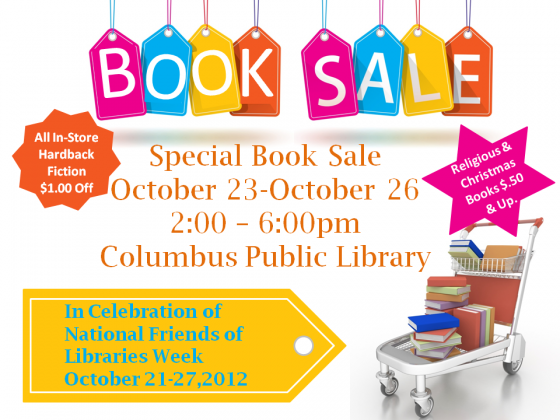 BOOK SALE
All In-Store
Hardback
Fiction
$1.00 Off
Special Book Sale
October 23-October 26
2:00 – 6:00pm
Columbus Public Library
Religious &
Christmas
Books $.50
& Up.
In Celebration of
National Friends of
Libraries Week
October 21-27,2012